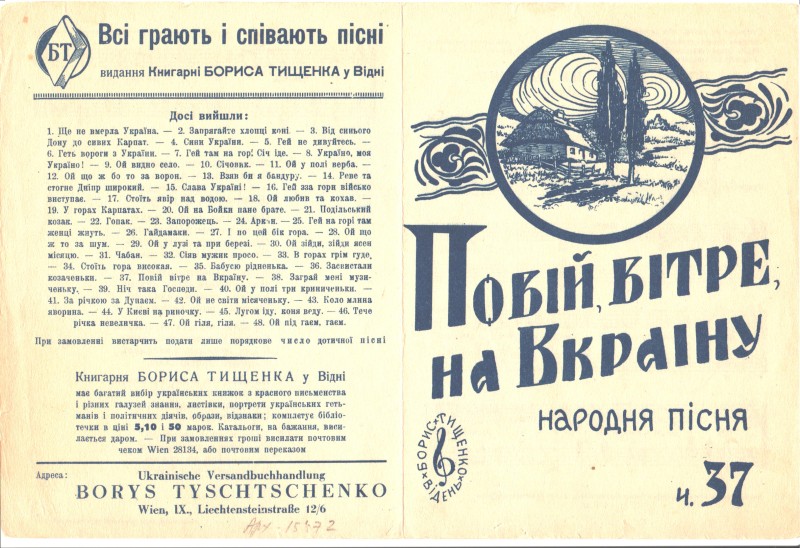 БТ
Всі грають і співають пісні
видання Книгарні БОРИСА ТИЩЕНКА у Відні
Досі вийшли:
1. Ще не вмерла Україна. — 2. Запрягайте хлопці коні. — 3. Від синього
Дону до сивих Карпат. — 4. Сини України. — 5. Гей не дивуйтесь. —
6. Геть вороги з України. — 7. Гей там на горі Січ іде. — 8. Україно, моя
Україно! — 9. Ой видно село. — 10. Січовик. — 11. Ой у полі верба. —
12. Ой що ж бо то за ворон. — 13. Взяв би я бандуру. — 14. Реве та
стогне Дніпр широкий. — 15. Слава Україні! — 16. Гей зза гори військо
виступає. — 17. Стоїть явір над водою. — 18. Ой любив та кохав. —
19. У горах Карпатах. — 20. Ой на Бойки пане брате. — 21. Подільський
козак. — 22. Гопак. — 23. Запорожець. — 24. Аркан. — 25. Гей на горі там
женці жнуть. — 26. Гайдамаки. — 27. І по цей бік гора. — 28. Ой що
ж то за шум. — 29. Ой у лузі та при березі. — 30. Ой зійди, зійди ясен
місяцю. — 31. Чабан. — 32. Сіяв мужик просо. — 33. В горах грім гуде,
— 34. Стоїть гора високая. — 35. Бабусю рідненька. — 36. Засвистали
козаченьки. — 37. Повій вітре на Вкраїну. — 38. Заграй мені музи-
ченьку. — 39. Ніч така Господи. — 40. Ой у полі три криниченьки. —
41. За річкою за Дунаєм. — 42. Ой не світи місяченьку. — 43. Коло млина
яворина. — 44. У Києві на риночку. — 45. Лугом іду, коня веду. — 46. Тече
річка невеличка. — 47. Ой гіля, гіля. — 48. Ой під гаєм, гаєм.
При замовленні вистарчить подати лише порядкове число дотичної пісні
Книгарня БОРИСА ТИЩЕНКА у Відні
має багатий вибір українських книжок з красного письменства
і різних галузей знання, листівки, портрети українських геть-
манів і політичних діячів, образи, відзнаки; комплєтує бібліо-
течки в ціні 5,10 і 50 марок. Катальоги, на бажання, виси-
лається даром. — При замовленнях гроші висилати почтовим
чеком Wien 28134, або почтовим переказом
Адреса:
Ukrainische Versandbuchhandlung
BORYS TYSCHTSCHENKO
Wien, IX., Liechtensteinstraße 12/6
Арх - 15472
Повій, вітре,
на Вкраїну
народня пісня
БОРИС ТИЩЕНКО
ВІДЕНЬ
ч. 37